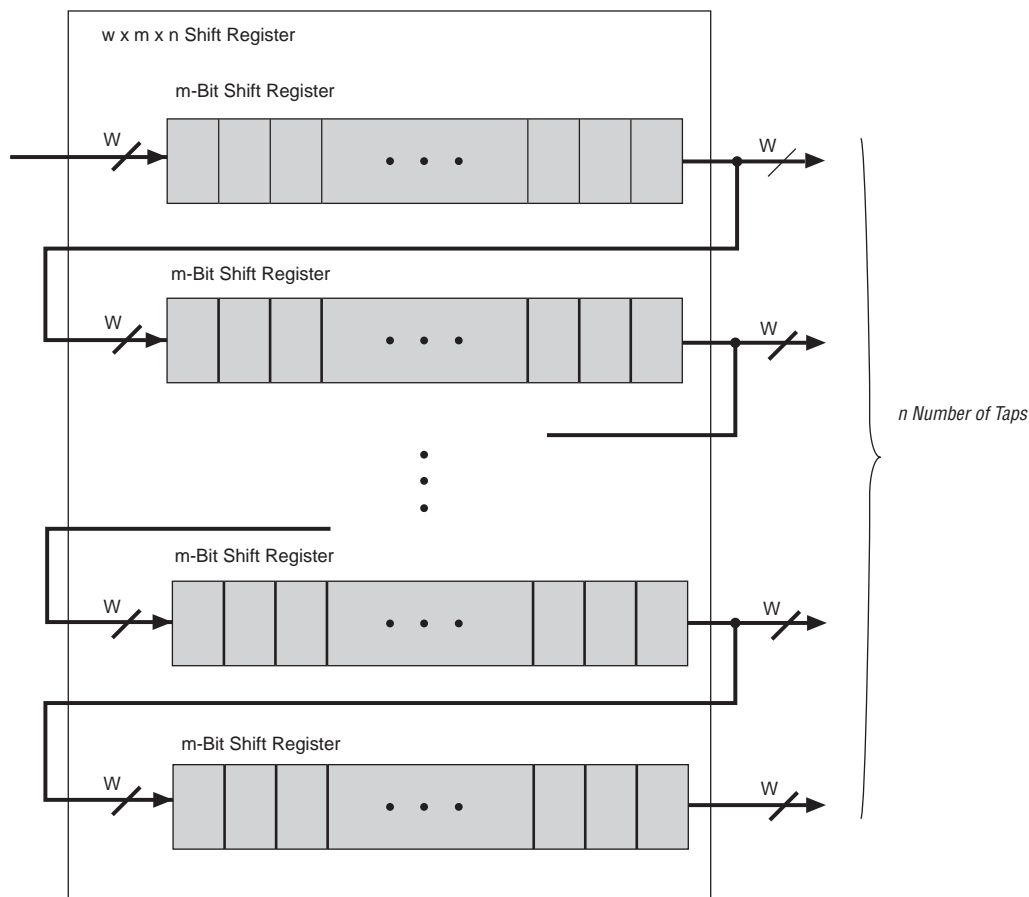 w x m x n Shift Register
m-Bit Shift Register
W
W
m-Bit Shift Register
W
W
n Number of Taps
m-Bit Shift Register
W
W
m-Bit Shift Register
W
W